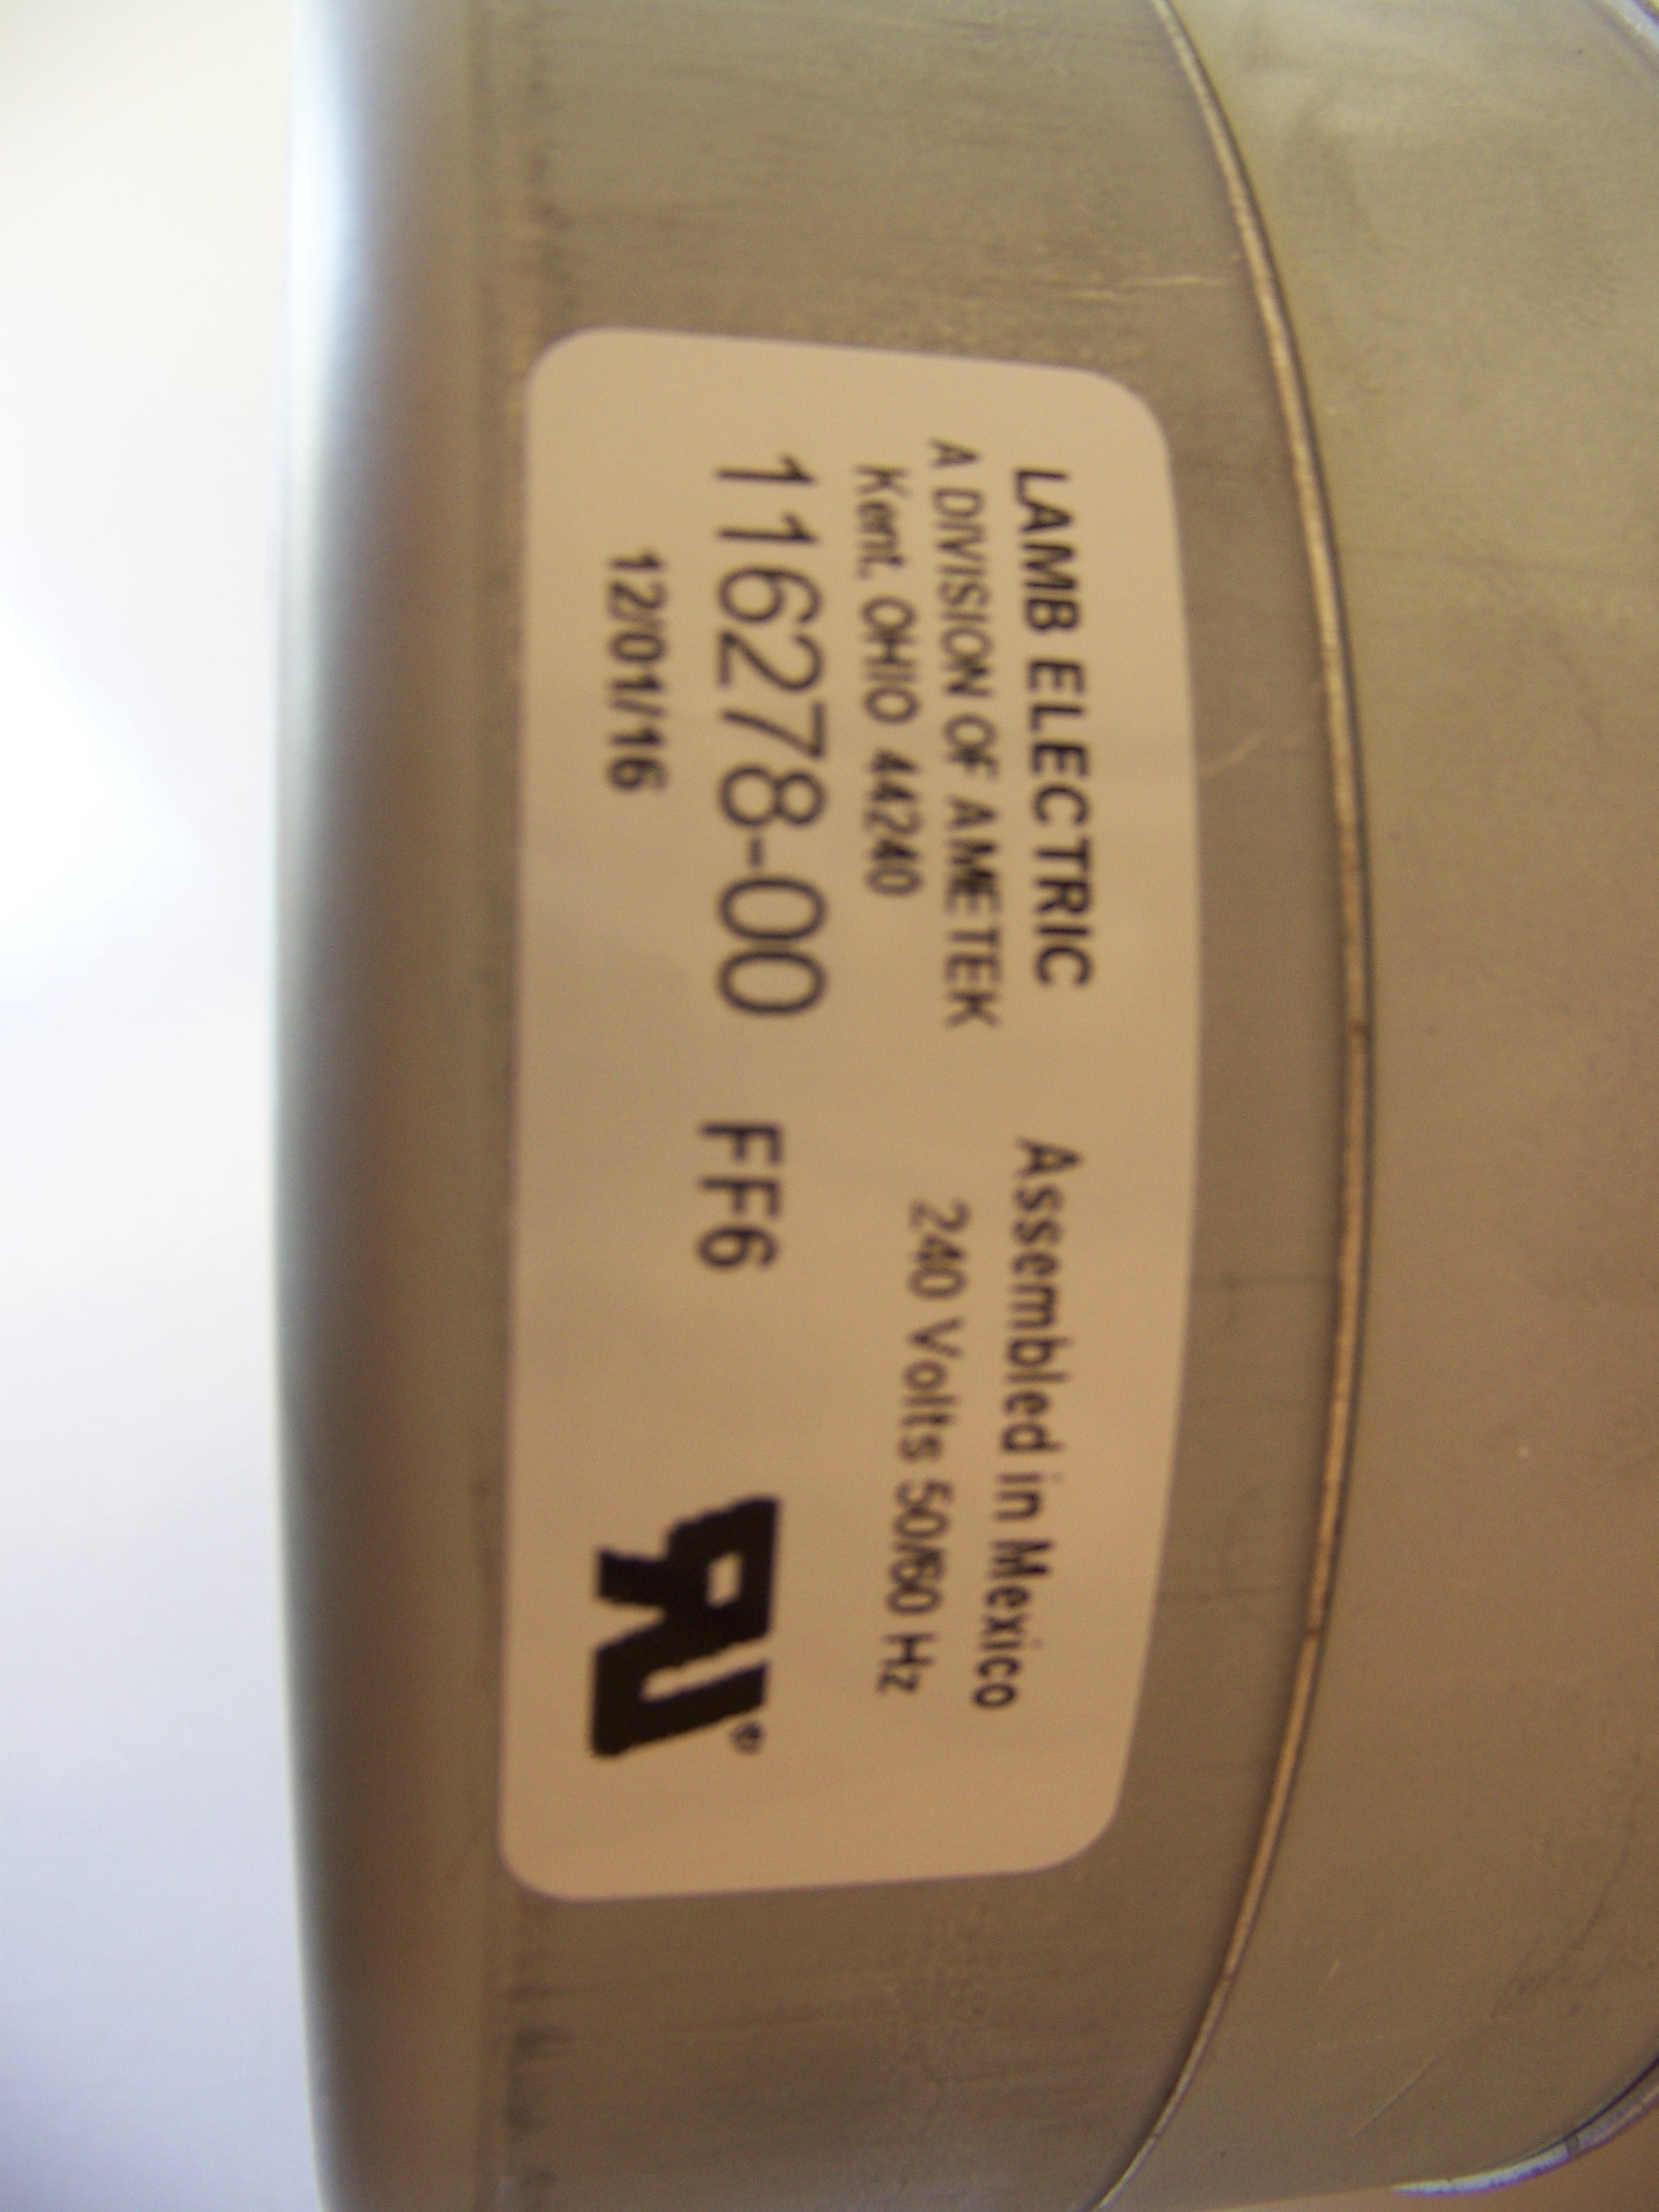 LAMB ELECTRIC
A DIVISION OF AMETEK
Kent, OHIO 44240
116278-00
12/01/16
Assembled in Mexico
240 Volts 50/60 Hz
FF6
RU®